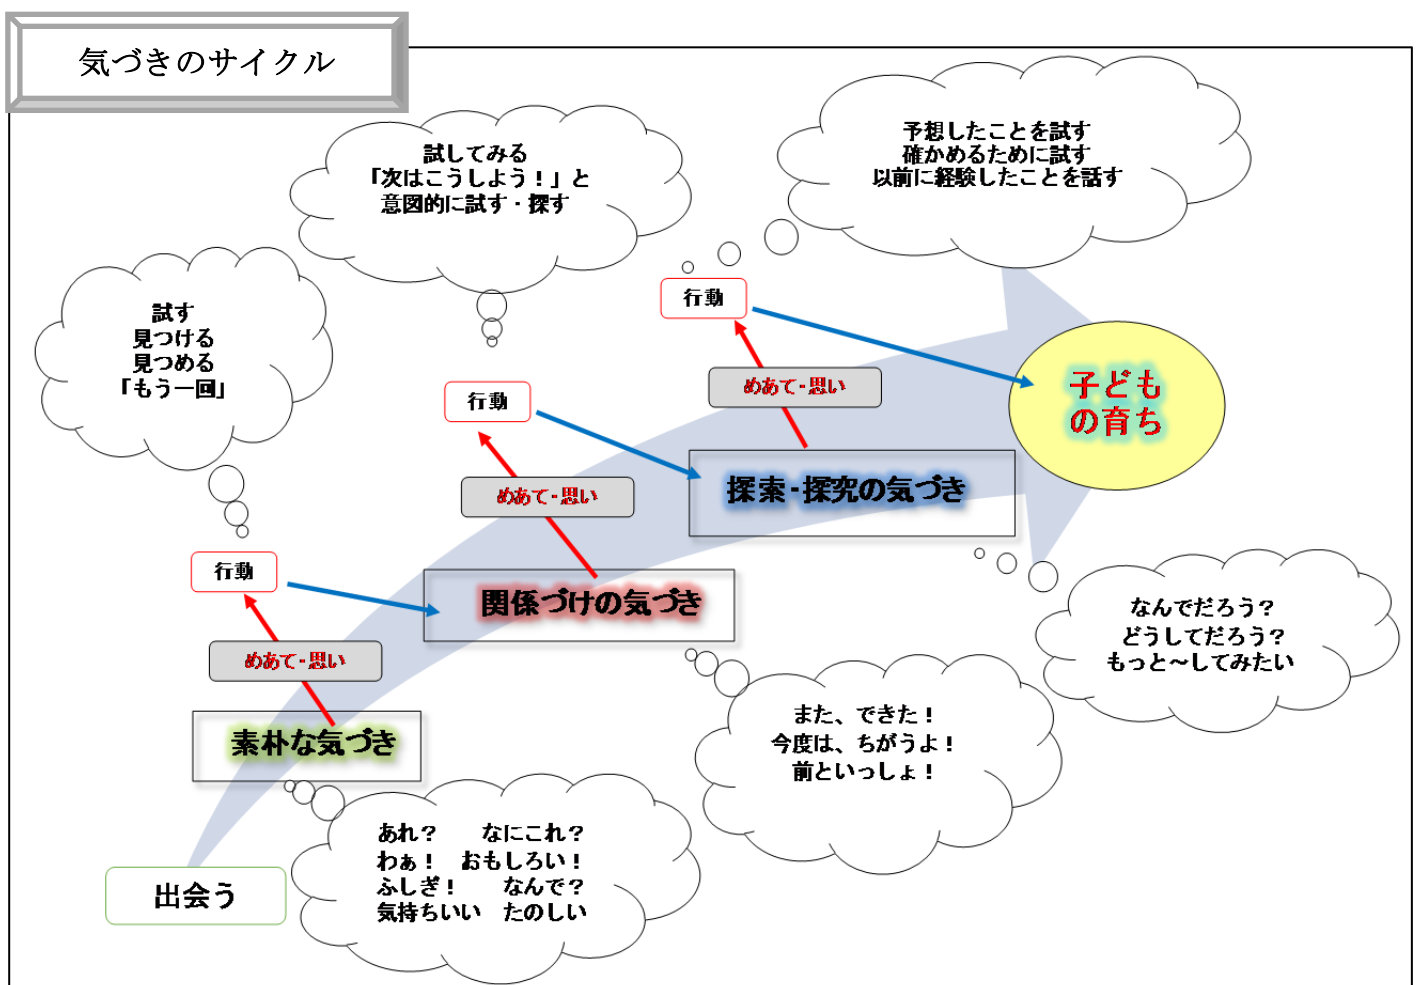 気づきのサイクル
予想したことを試す
確かめるために試す
以前に経験したことを話す
試してみる
「次はこうしよう！」と
意図的に試す・探す
試す
見つける
見つめる
「もう一回」
行動
めあて・思い
子ども
の育ち
行動
探索・探究の気づき
めあて・思い
行動
関係づけの気づき
なんでだろう？
どうしてだろう？
もっと～してみたい
めあて・思い
素朴な気づき
また、できた！
今度は、ちがうよ！
前といっしょ！
あれ？　なにこれ？
わぁ！　おもしろい！
ふしぎ！　なんで？
気持ちいい　たのしい
出会う